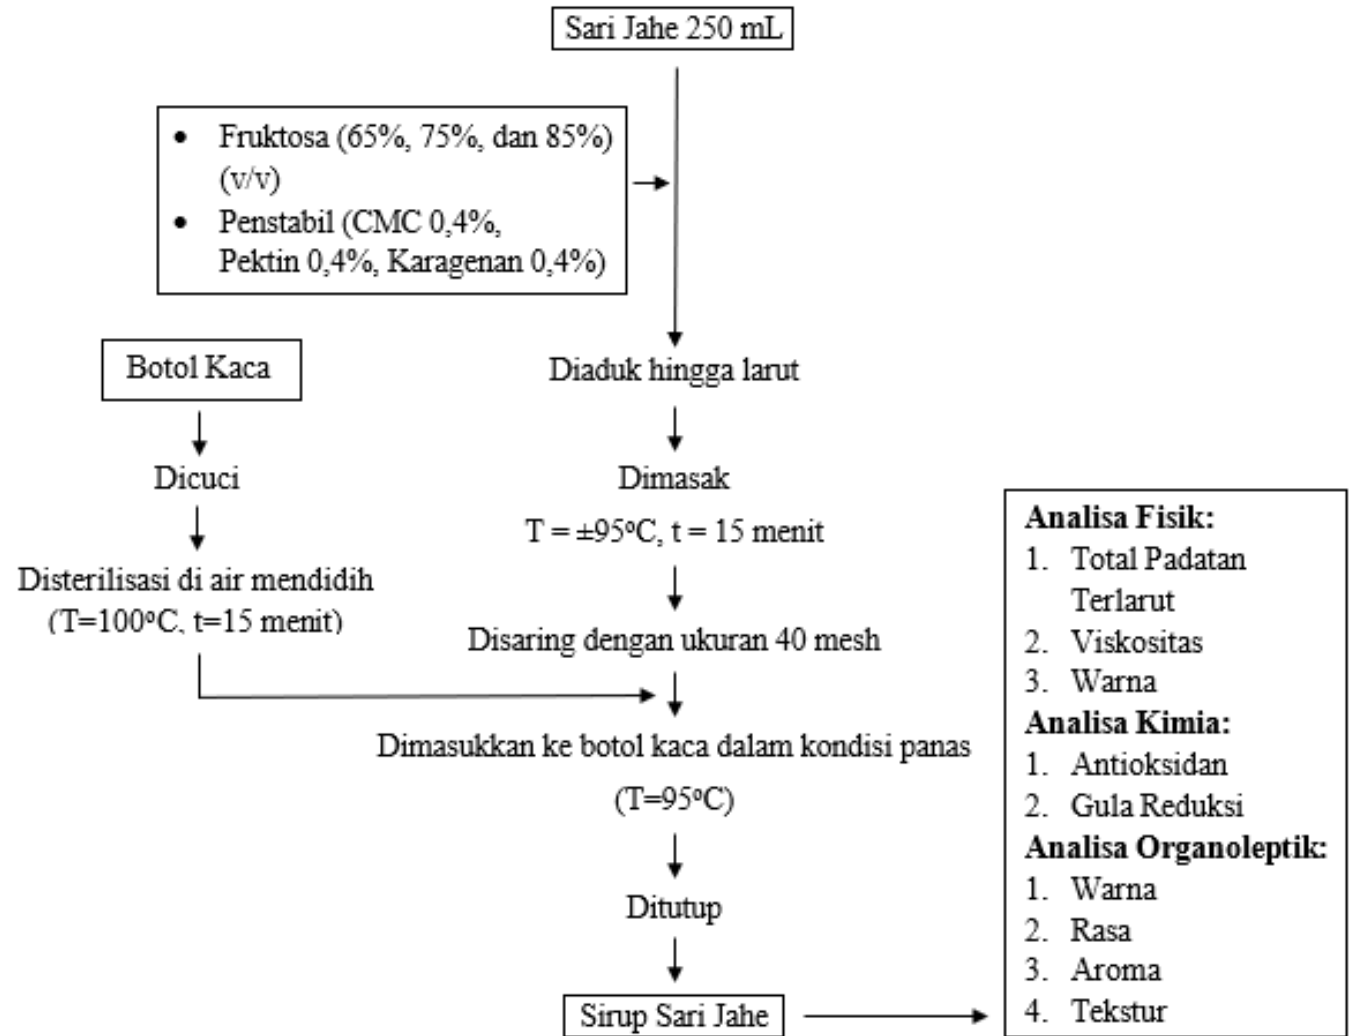 Sari Jahe 250 mL
• Fruktosa (65%, 75%, dan 85%)
(v/v)
• Penstabil (CMC 0,4%,
Pektin 0,4%, Karagenan 0,4%)
Botol Kaca
Dicuci
Disterilisasi di air mendidih
(T=100°C, t=15 menit)
Diaduk hingga larut
Dimasak
T = ±95°C, t = 15 menit
Disaring dengan ukuran 40 mesh
Dimasukkan ke botol kaca dalam kondisi panas
(T=95°C)
Ditutup
Sirup Sari Jahe
Analisa Fisik:
1. Total Padatan
Terlarut
2. Viskositas
3. Warna
Analisa Kimia:
1. Antioksidan
2. Gula Reduksi
Analisa Organoleptik:
1. Warna
2. Rasa
3. Aroma
4. Tekstur